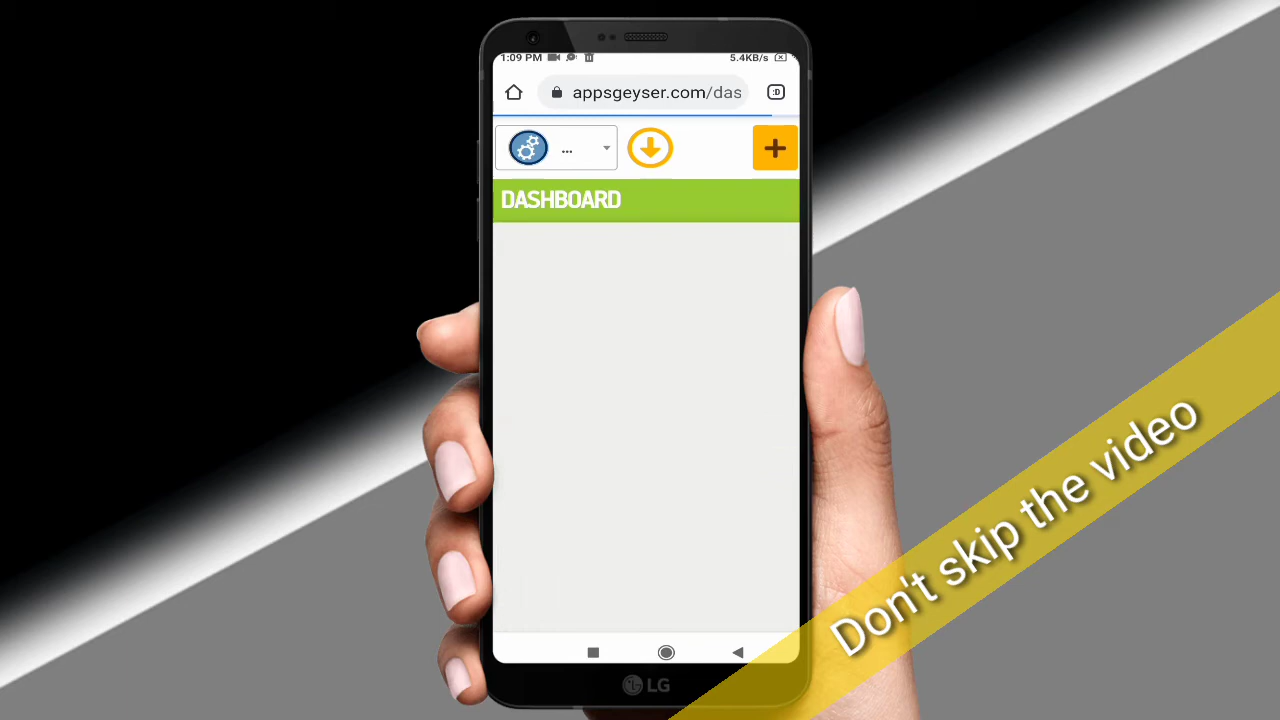 1:09 PM
5.4KB/s
appsgeyser.com/das
:D
...
DASHBOARD
Don't skip the video
LG